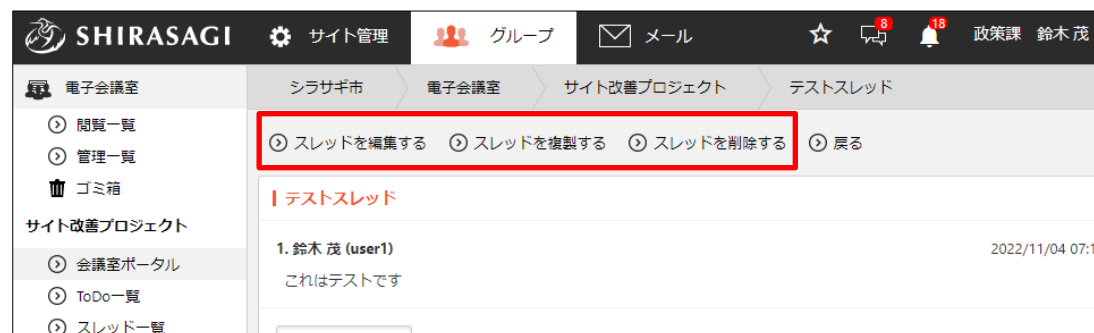 SHIRASAGI サイト管理 グループ メール 8 18 政策課 鈴木 茂
電子会議室 シラサギ市 電子会議室 サイト改善プロジェクト テストスレッド
閲覧一覧
管理一覧
ゴミ箱
サイト改善プロジェクト
会議室ポータル
ToDo一覧
スレッド一覧
スレッドを編集する スレッドを複製する スレッドを削除する 戻る
テストスレッド
1. 鈴木 茂 (user1) 2022/11/04 07:1
これはテストです